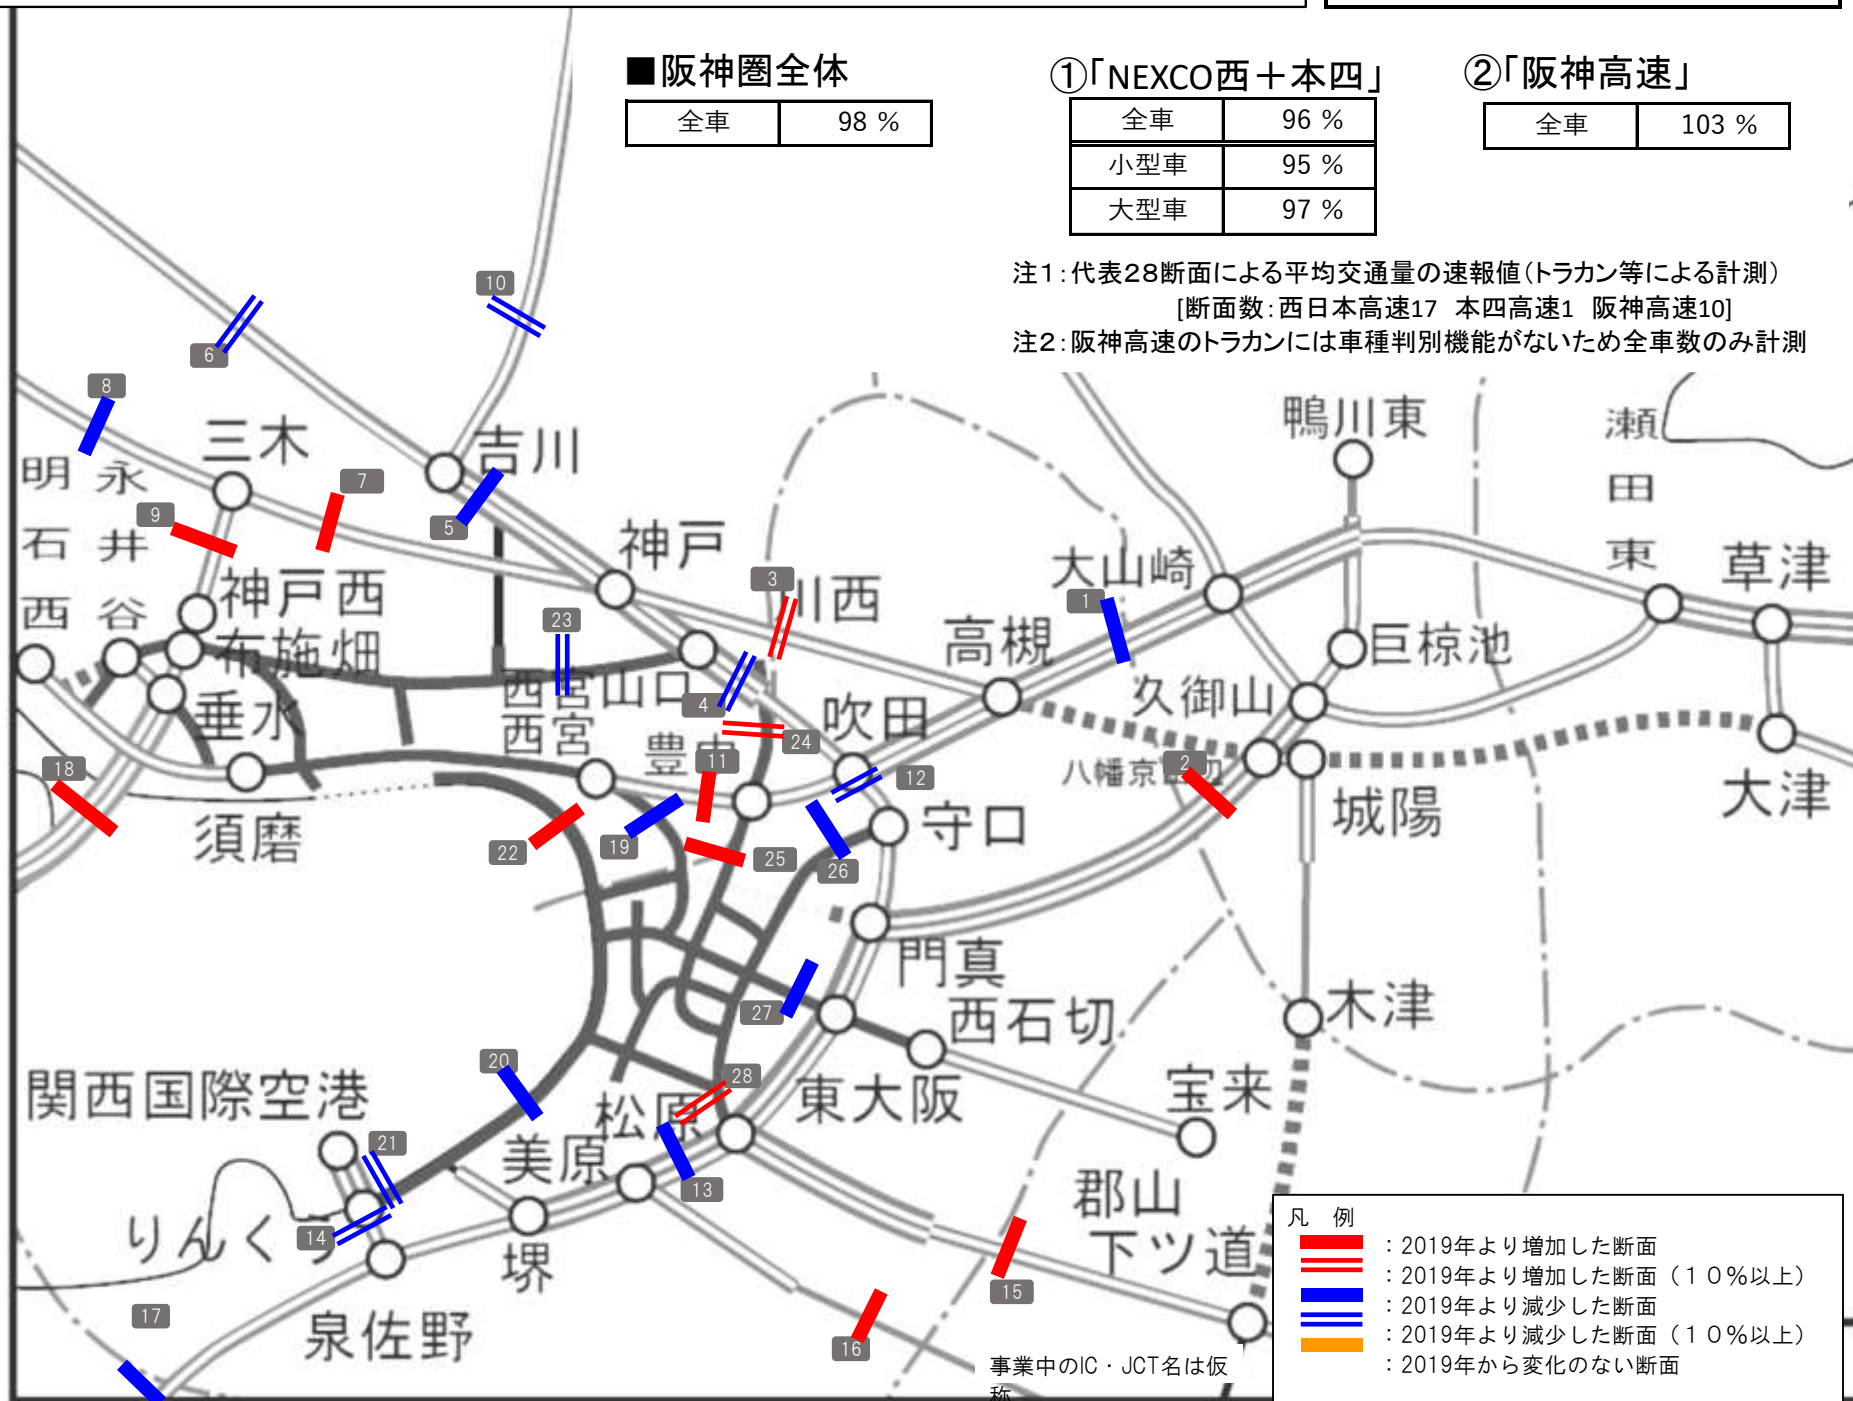 ■阪神圏全体
全車 98 %
①「NEXCO西＋本四」
全車 96 %
小型車 95 %
大型車 97 %
②「阪神高速」
全車 103 %
注１：代表２８断面による平均交通量の速報値（トラカン等による計測）
[断面数：西日本高速17 本四高速1 阪神高速10]
注２：阪神高速のトラカンには車種判別機能がないため全車数のみ計測
10
6
8
三木
吉川
鴨川東
瀬田東
明石西
永井谷
7
9
5
神戸
大山崎
草津
神戸西
3
川西
1
23
布施畑
高槻
巨椋池
西宮山口
久御山
4
垂水
西宮
吹田
24
豊中
11
18
12
2
八幡京田辺
大津
城陽
須磨
22
19
守口
25
26
門真
27
西石切
木津
20
関西国際空港
28
松原
東大阪
宝来
21
美原
13
郡山
下ツ道
14
りんくう
堺
15
17
泉佐野
16
事業中のIC・JCT名は仮
称
凡 例
：2019年より増加した断面
：2019年より増加した断面（１０％以上）
：2019年より減少した断面
：2019年より減少した断面（１０％以上）
：2019年から変化のない断面